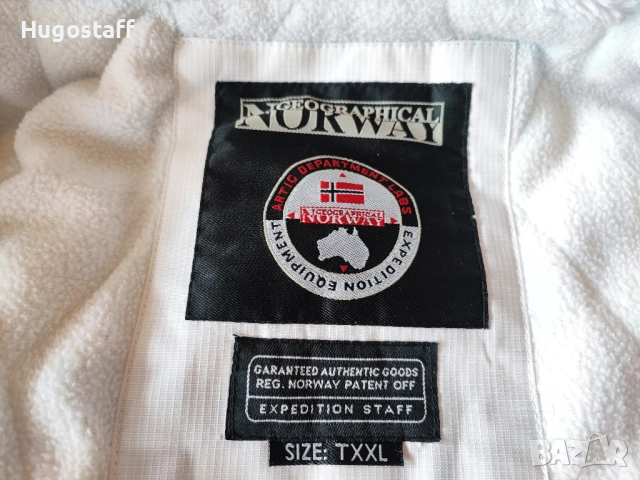 Hugostaff
GEOGRAPHICAL
NORWAY
ARTIC DEPARTMENT LABS
GEOGRAPHICAL
NORWAY
EXPEDITION EQUIPMENT
GARANTEED AUTHENTIC GOODS
REG. NORWAY PATENT OFF
EXPEDITION STAFF
SIZE: TXXL
BAZAR